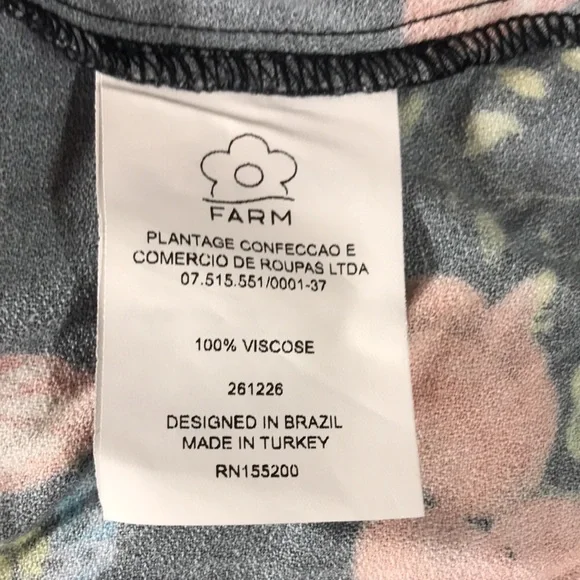 FARM
PLANTAGE CONFECCAO E
COMERCIO DE ROUPAS LTDA
07.515.551/0001-37
100% VISCOSE
261226
DESIGNED IN BRAZIL
MADE IN TURKEY
RN155200